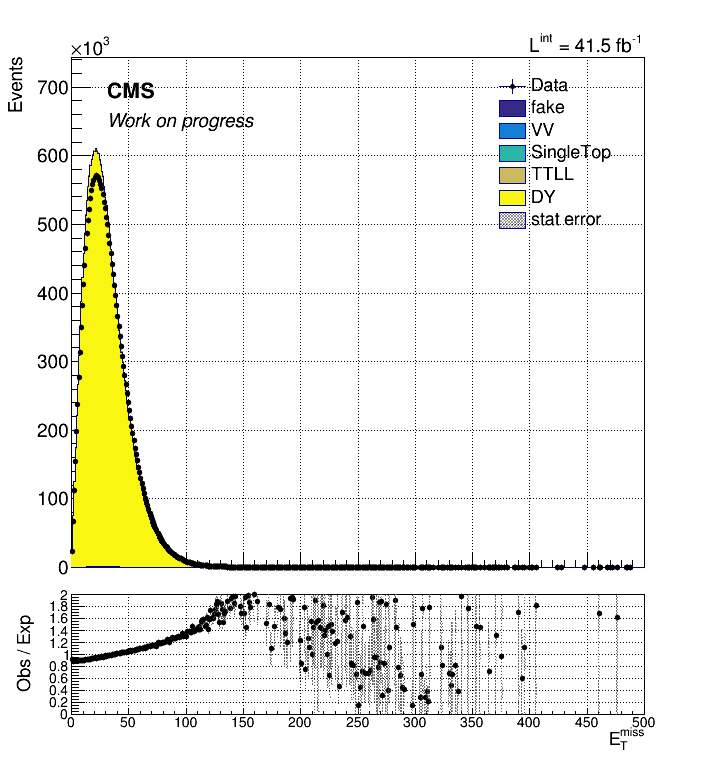 ×10³
L^int = 41.5 fb⁻¹
Events
700
600
500
400
300
200
100
0
CMS
Work on progress
Data
fake
VV
SingleTop
TTLL
DY
stat error
Obs / Exp
2
1.8
1.6
1.4
1.2
1
0.8
0.6
0.4
0.2
0
0 50 100 150 200 250 300 350 400 450 500
E_T^miss